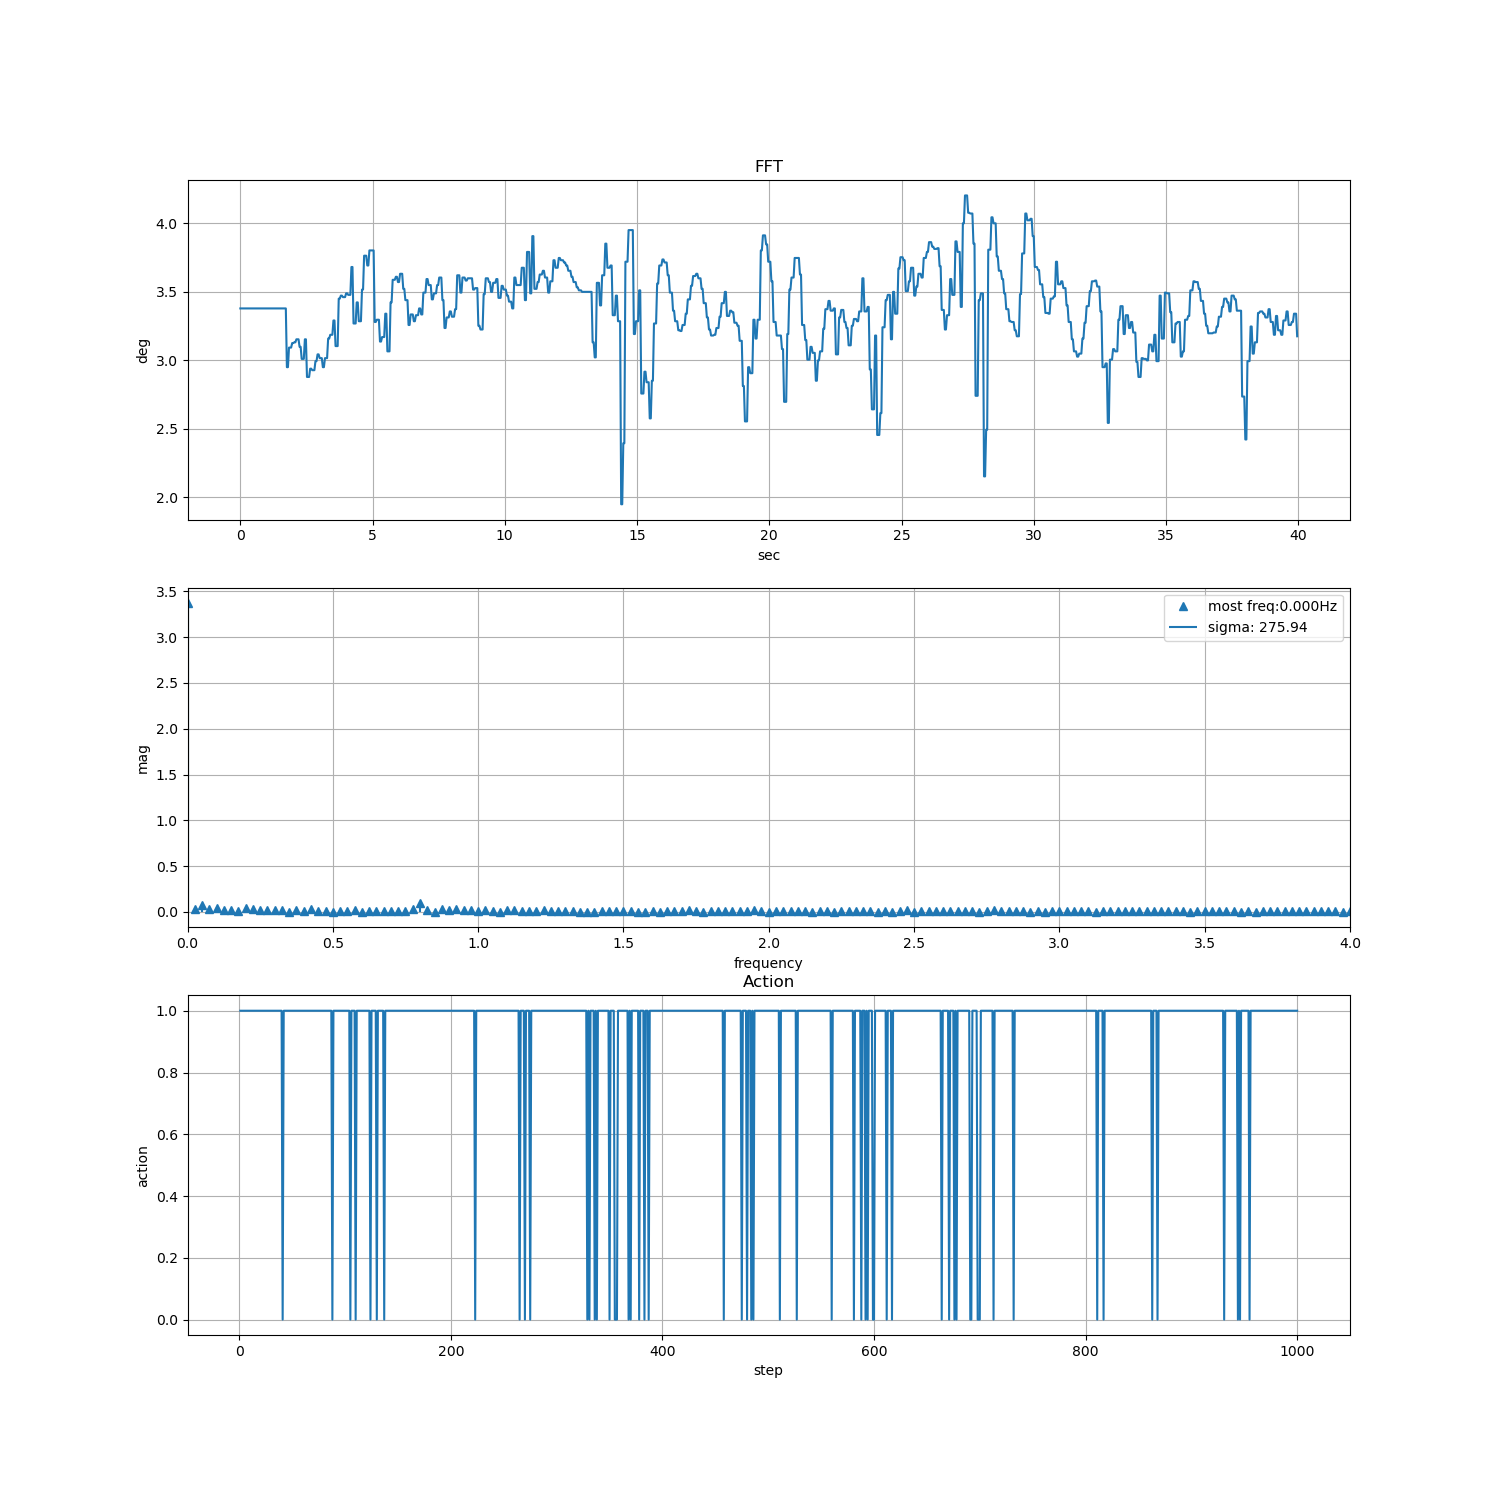 FFT
4.0
3.5
3.0
2.5
2.0
deg
0 5 10 15 20 25 30 35 40
sec
3.5
3.0
2.5
2.0
1.5
1.0
0.5
0.0
mag
most freq:0.000Hz
sigma: 275.94
0.0 0.5 1.0 1.5 2.0 2.5 3.0 3.5 4.0
frequency
Action
1.0
0.8
0.6
0.4
0.2
0.0
action
0 200 400 600 800 1000
step